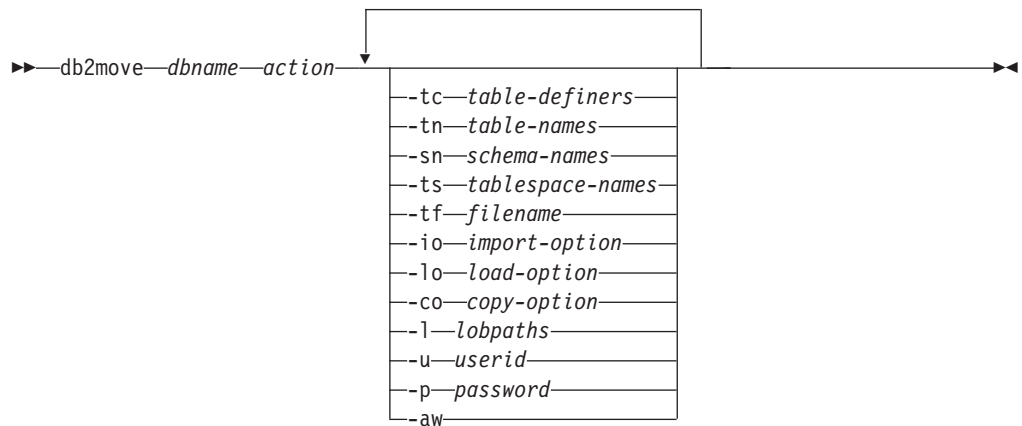 db2move dbname action
-tc table-definers
-tn table-names
-sn schema-names
-ts tablespace-names
-tf filename
-io import-option
-lo load-option
-co copy-option
-l lobpaths
-u userid
-p password
-aw